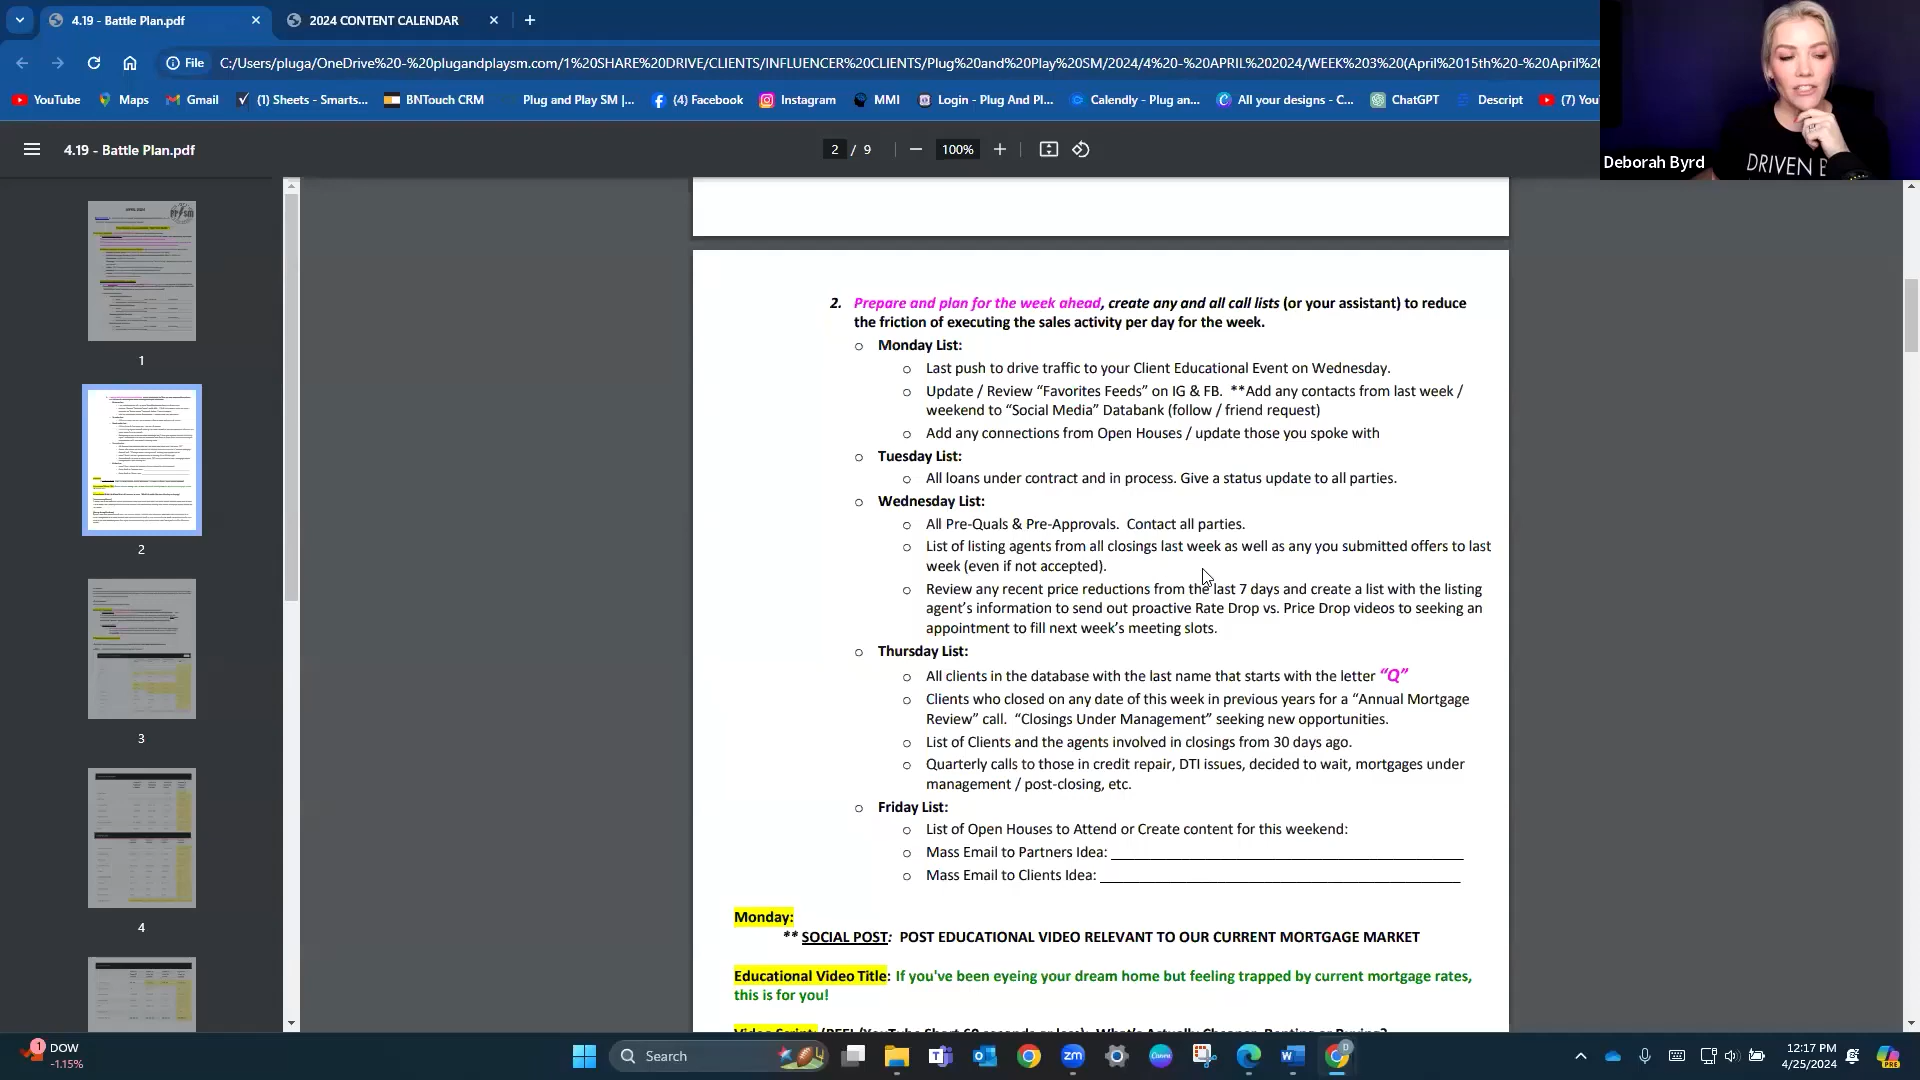 4.19 - Battle Plan.pdf
2024 CONTENT CALENDAR
File
C:/Users/pluga/OneDrive%20-%20plugandplaysm.com/1%20SHARE%20DRIVE/CLIENTS/INFLUENCER%20CLIENTS/Plug%20and%20Play%20SM/2024/4%20-%20APRIL%202024/WEEK%203%20(April%2015th%20-%20April%20
YouTube
Maps
Gmail
(1) Sheets - Smarts...
BNTouch CRM
Plug and Play SM |...
(4) Facebook
Instagram
MMI
Login - Plug And Pl...
Calendly - Plug an...
All your designs - C...
ChatGPT
Descript
(7) You
4.19 - Battle Plan.pdf
2 / 9
100%
Deborah Byrd
DRIVEN B
1
2
3
4
2. Prepare and plan for the week ahead, create any and all call lists (or your assistant) to reduce
the friction of executing the sales activity per day for the week.
Monday List:
Last push to drive traffic to your Client Educational Event on Wednesday.
Update / Review “Favorites Feeds” on IG & FB. **Add any contacts from last week /
weekend to “Social Media” Databank (follow / friend request)
Add any connections from Open Houses / update those you spoke with
Tuesday List:
All loans under contract and in process. Give a status update to all parties.
Wednesday List:
All Pre-Quals & Pre-Approvals. Contact all parties.
List of listing agents from all closings last week as well as any you submitted offers to last
week (even if not accepted).
Review any recent price reductions from the last 7 days and create a list with the listing
agent’s information to send out proactive Rate Drop vs. Price Drop videos to seeking an
appointment to fill next week’s meeting slots.
Thursday List:
All clients in the database with the last name that starts with the letter “Q”
Clients who closed on any date of this week in previous years for a “Annual Mortgage
Review” call. “Closings Under Management” seeking new opportunities.
List of Clients and the agents involved in closings from 30 days ago.
Quarterly calls to those in credit repair, DTI issues, decided to wait, mortgages under
management / post-closing, etc.
Friday List:
List of Open Houses to Attend or Create content for this weekend:
Mass Email to Partners Idea:
Mass Email to Clients Idea:
Monday:
** SOCIAL POST: POST EDUCATIONAL VIDEO RELEVANT TO OUR CURRENT MORTGAGE MARKET
Educational Video Title: If you've been eyeing your dream home but feeling trapped by current mortgage rates,
this is for you!
Video Script: (REEL/YouTube Short 60 seconds or less): What's Actually Cheaper, Renting or Buying?
1
DOW
-1.15%
Search
zm
12:17 PM
4/25/2024